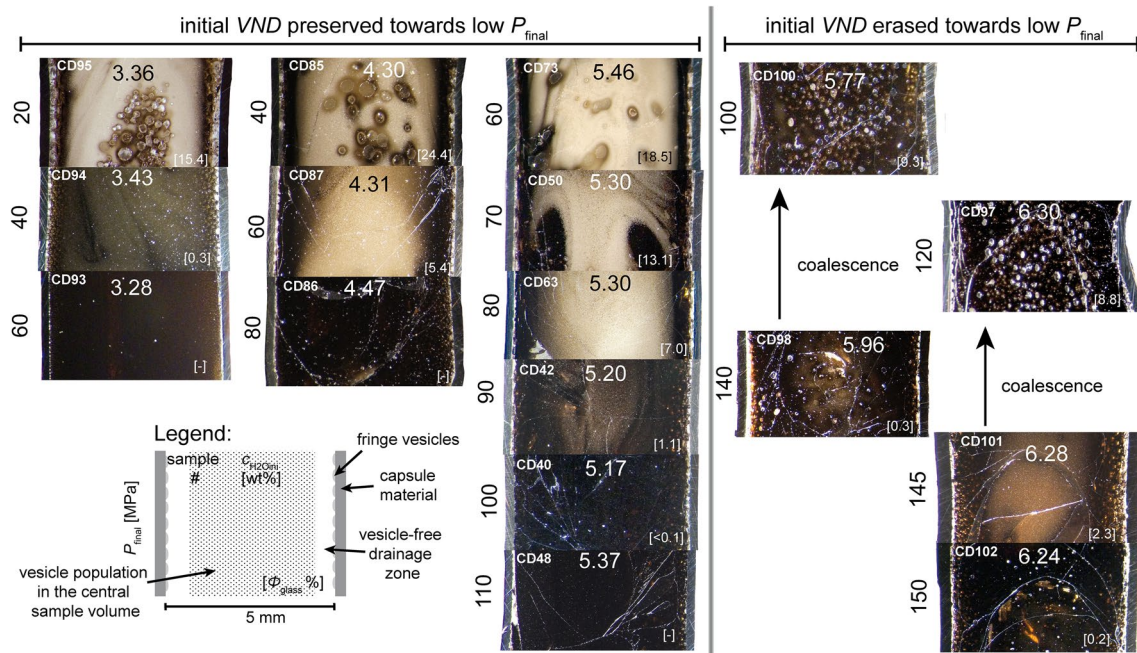 initial VND preserved towards low P_final
initial VND erased towards low P_final
20
CD95
3.36
[15.4]
40
CD94
3.43
[0.3]
60
CD93
3.28
[-]
40
CD85
4.30
[24.4]
60
CD87
4.31
[5.4]
80
CD86
4.47
[-]
60
CD73
5.46
[18.5]
70
CD50
5.30
[13.1]
80
CD63
5.30
[7.0]
90
CD42
5.20
[1.1]
100
CD40
5.17
[<0.1]
110
CD48
5.37
[-]
100
CD100
5.77
[9.3]
coalescence
140
CD98
5.96
[0.3]
120
CD97
6.30
[8.8]
coalescence
145
CD101
6.28
[2.3]
150
CD102
6.24
[0.2]
Legend:
sample
#
c_H2Oini
[wt%]
P_final [MPa]
[Φ_glass %]
5 mm
fringe vesicles
capsule
material
vesicle-free
drainage
zone
vesicle population
in the central
sample volume